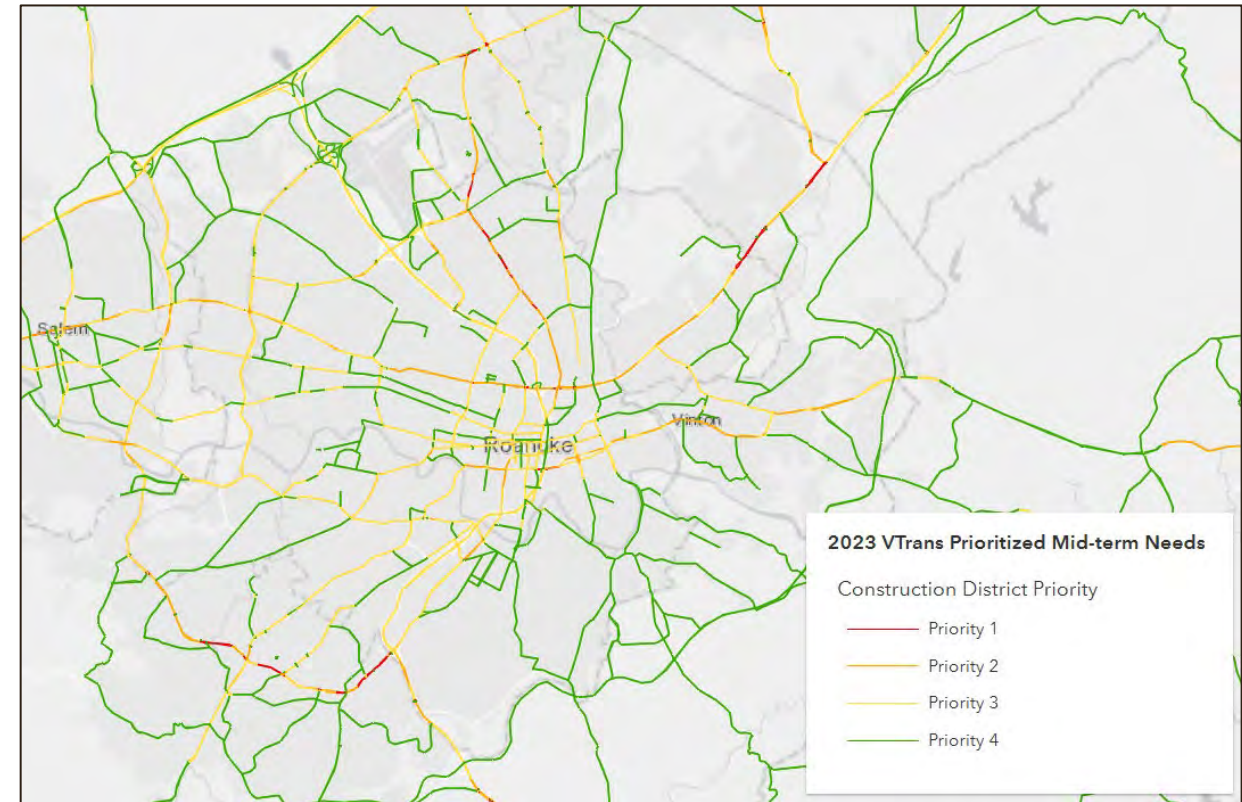 Salem
Vinton
Roanoke
2023 VTrans Prioritized Mid-term Needs
Construction District Priority
Priority 1
Priority 2
Priority 3
Priority 4